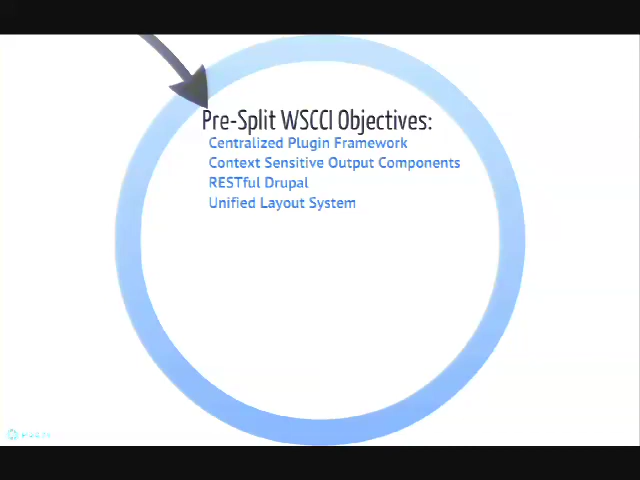 Pre-Split WSCCI Objectives:
Centralized Plugin Framework
Context Sensitive Output Components
RESTful Drupal
Unified Layout System